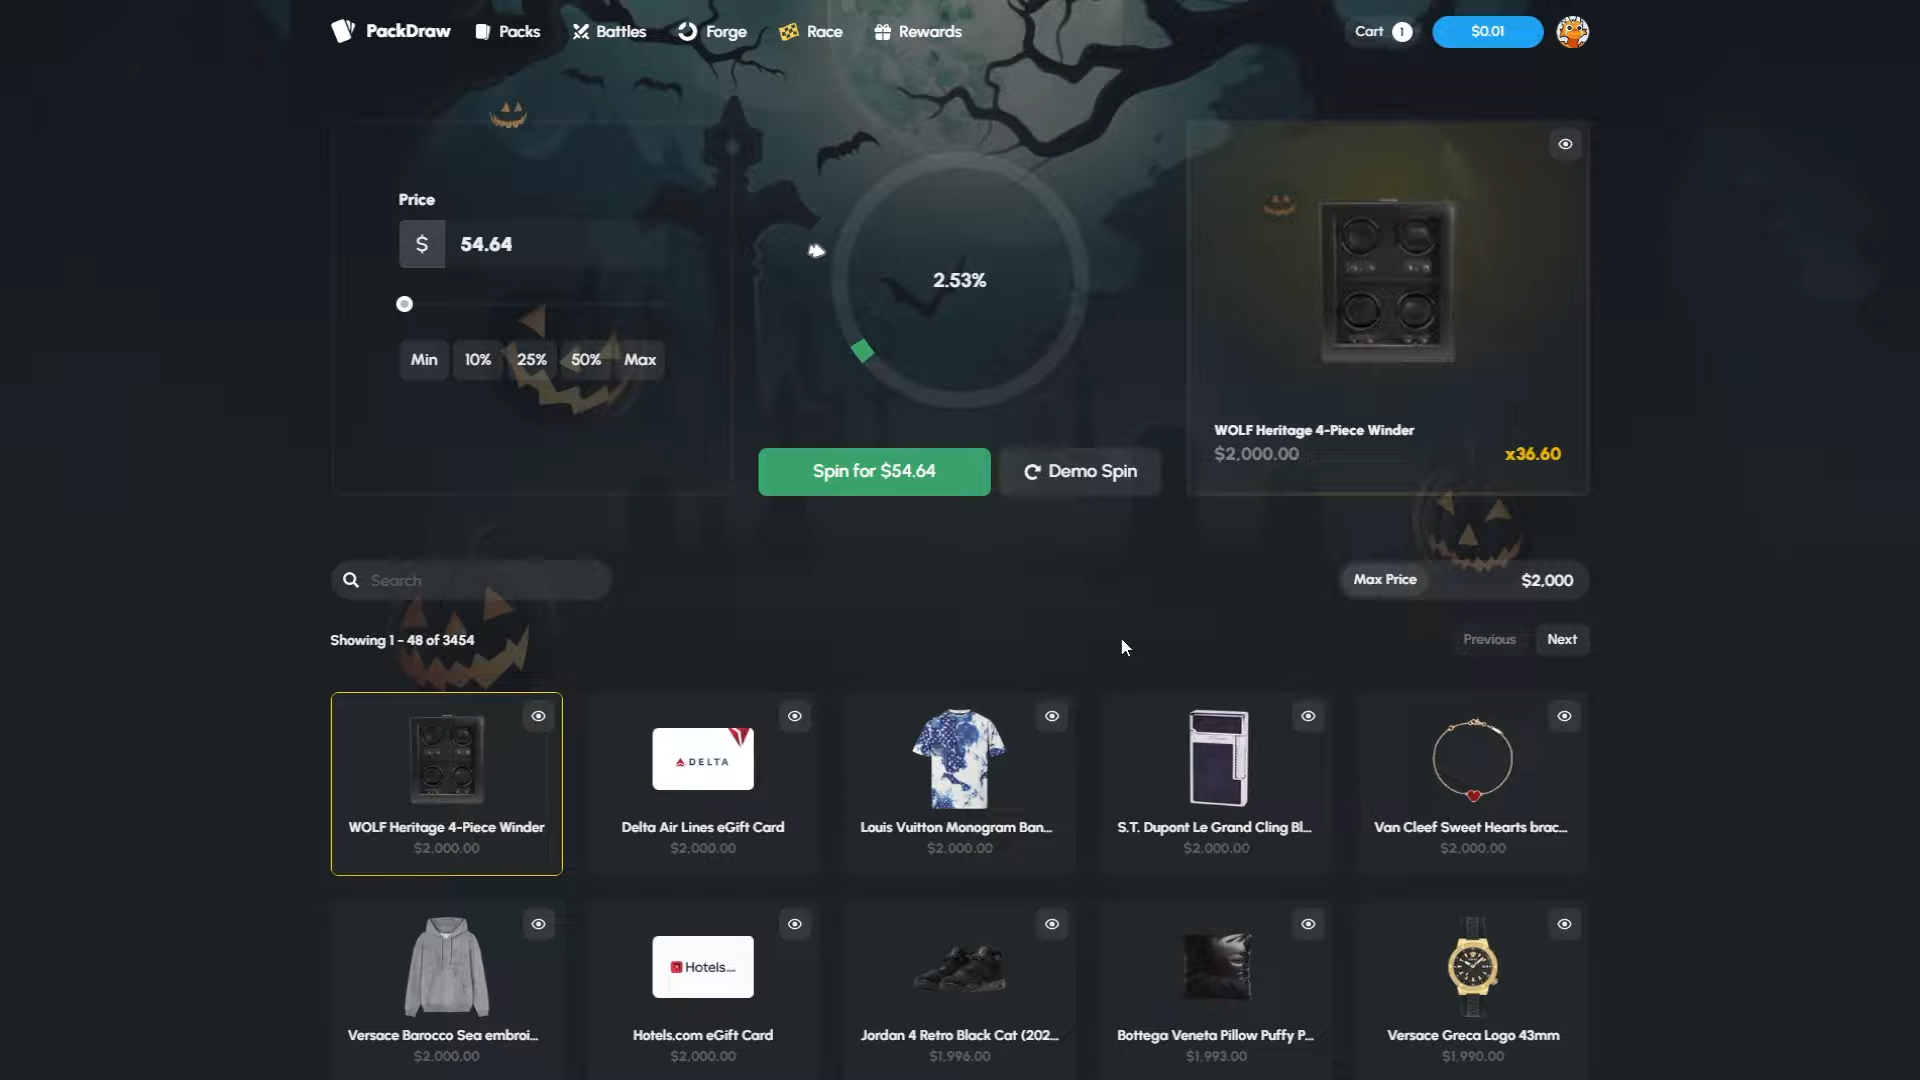 PackDraw Packs Battles Forge Race Rewards Cart 1 $0.01
Price
$ 54.64
Min 10% 25% 50% Max
2.53%
Spin for $54.64 Demo Spin
WOLF Heritage 4-Piece Winder
$2,000.00 x36.60
Search
Max Price $2,000
Showing 1 - 48 of 3454
Previous Next
DELTA
WOLF Heritage 4-Piece Winder
$2,000.00
Delta Air Lines eGift Card
$2,000.00
Louis Vuitton Monogram Ban...
$2,000.00
S.T. Dupont Le Grand Cling Bl...
$2,000.00
Van Cleef Sweet Hearts brac...
$2,000.00
Hotels....
Versace Barocco Sea embroi...
$2,000.00
Hotels.com eGift Card
$2,000.00
Jordan 4 Retro Black Cat (202...
$1,996.00
Bottega Veneta Pillow Puffy P...
$1,993.00
Versace Greca Logo 43mm
$1,990.00